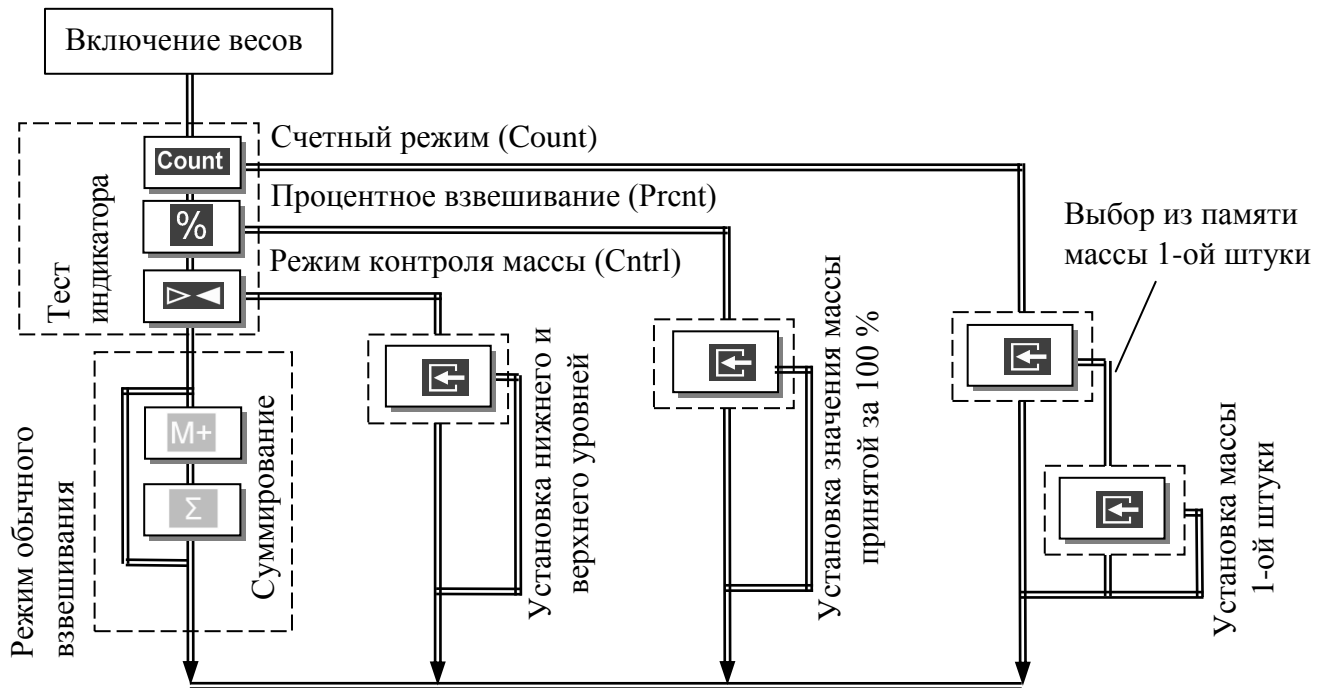 Включение весов
Счетный режим (Count)
Count
Процентное взвешивание (Prcnt)
%
Режим контроля массы (Cntrl)
Тест
индикатора
Выбор из памяти
массы 1-ой штуки
M+
Σ
Суммирование
Режим обычного
взвешивания
Установка нижнего и
верхнего уровней
Установка значения массы
принятой за 100 %
Установка массы
1-ой штуки